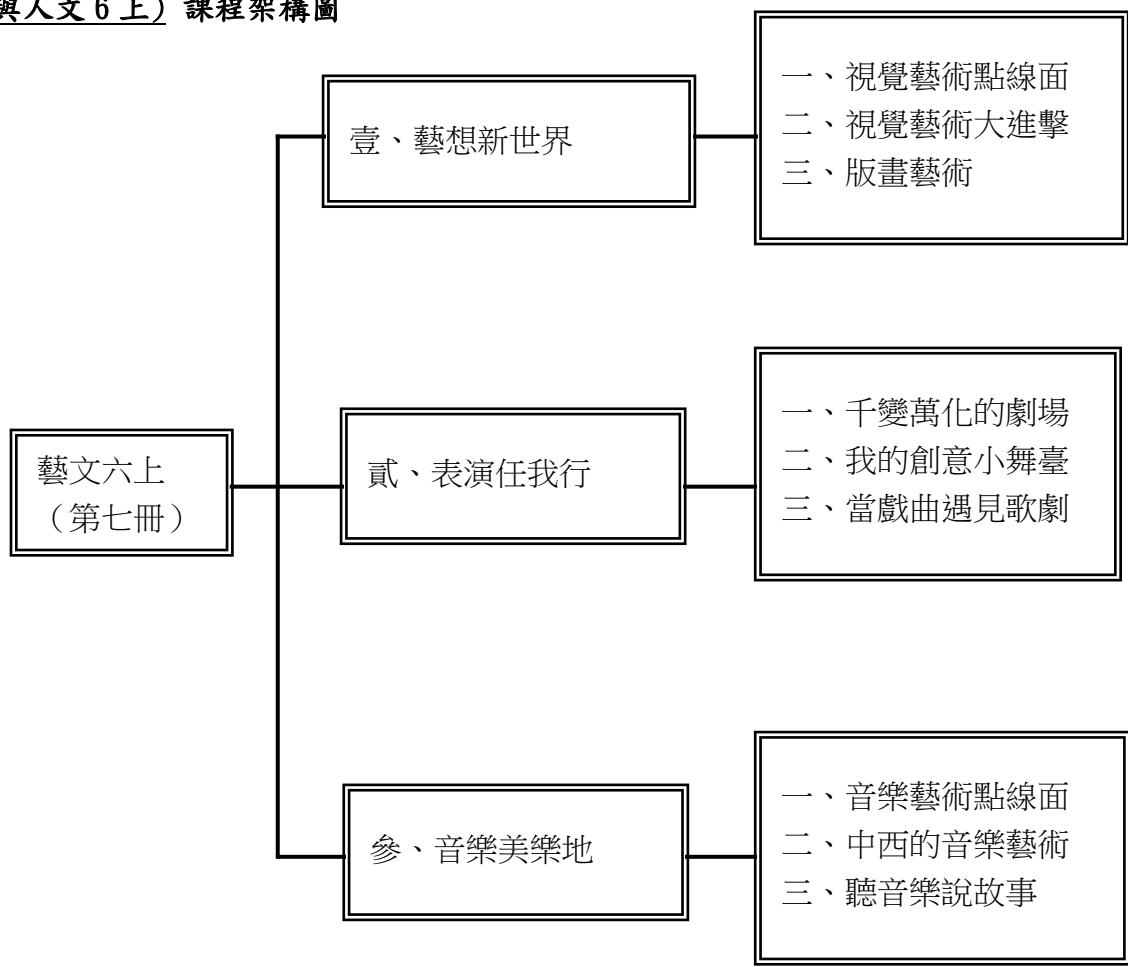 與人文 6 上) 課程架構圖
藝文六上
（第七冊）
壹、藝想新世界
一、視覺藝術點線面
二、視覺藝術大進擊
三、版畫藝術
貳、表演任我行
一、千變萬化的劇場
二、我的創意小舞臺
三、當戲曲遇見歌劇
參、音樂美樂地
一、音樂藝術點線面
二、中西的音樂藝術
三、聽音樂說故事